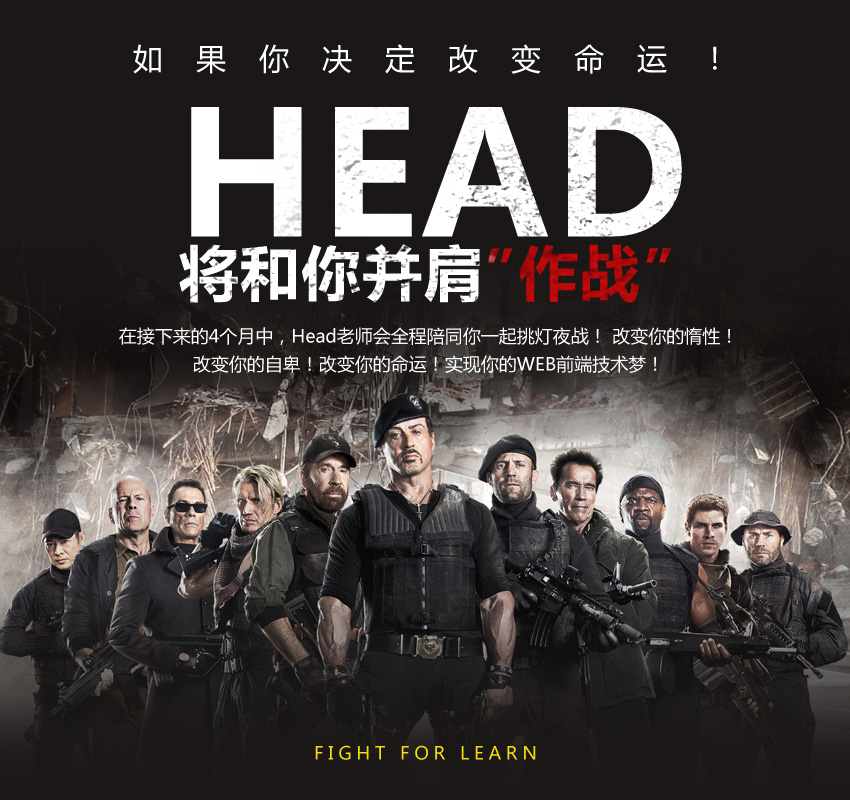 如果你决定改变命运！
HEAD
将和你并肩"作战"
在接下来的4个月中，Head老师会全程陪同你一起挑灯夜战！ 改变你的惰性！
改变你的自卑！改变你的命运！实现你的WEB前端技术梦！
FIGHT FOR LEARN